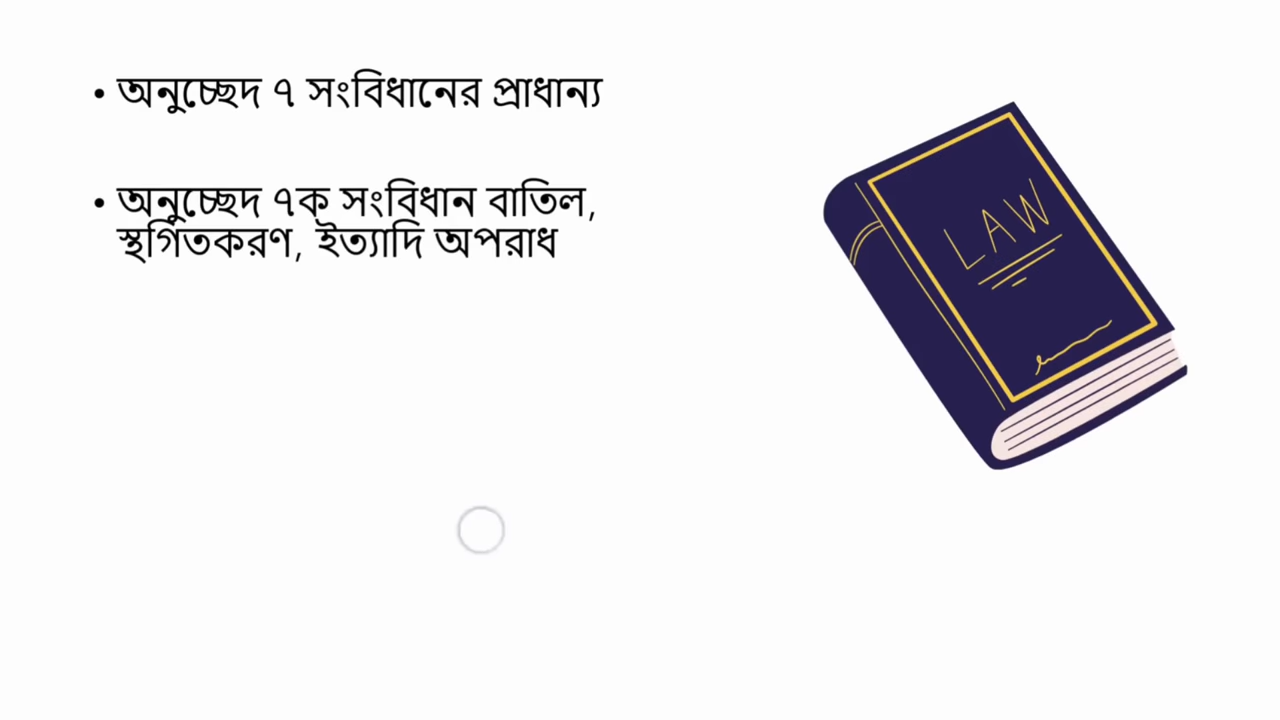 • অনুচ্ছেদ ৭ সংবিধানের প্রাধান্য
• অনুচ্ছেদ ৭ক সংবিধান বাতিল,
স্থগিতকরণ, ইত্যাদি অপরাধ
LAW